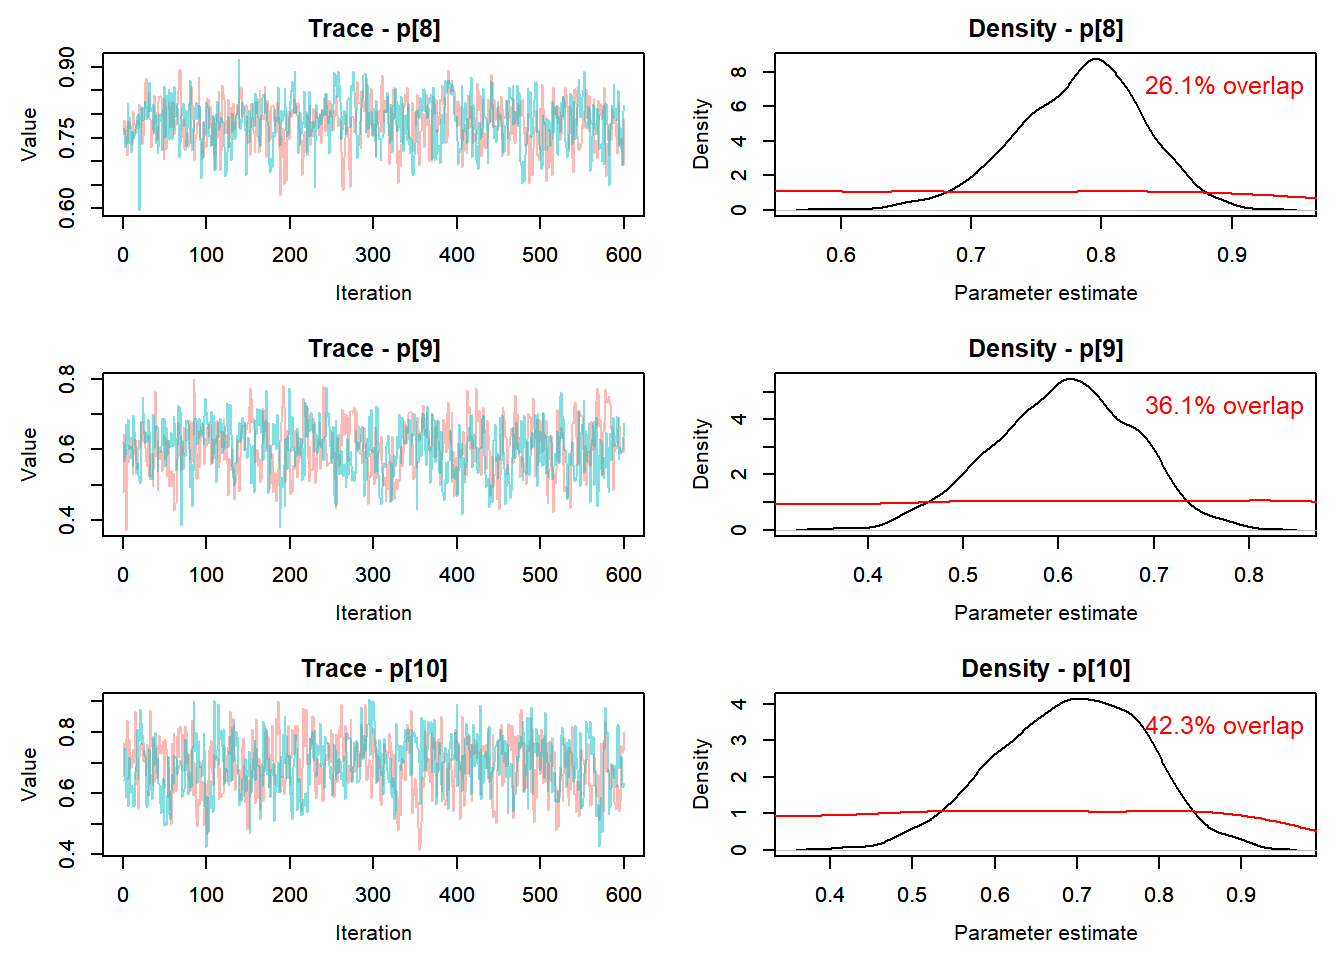 Trace - p[8]
Value
0.60 0.75 0.90
0 100 200 300 400 500 600
Iteration
Density - p[8]
Density
0 2 4 6 8
26.1% overlap
0.6 0.7 0.8 0.9
Parameter estimate
Trace - p[9]
Value
0.4 0.6 0.8
0 100 200 300 400 500 600
Iteration
Density - p[9]
Density
0 2 4
36.1% overlap
0.4 0.5 0.6 0.7 0.8
Parameter estimate
Trace - p[10]
Value
0.4 0.6 0.8
0 100 200 300 400 500 600
Iteration
Density - p[10]
Density
0 1 2 3 4
42.3% overlap
0.4 0.5 0.6 0.7 0.8 0.9
Parameter estimate